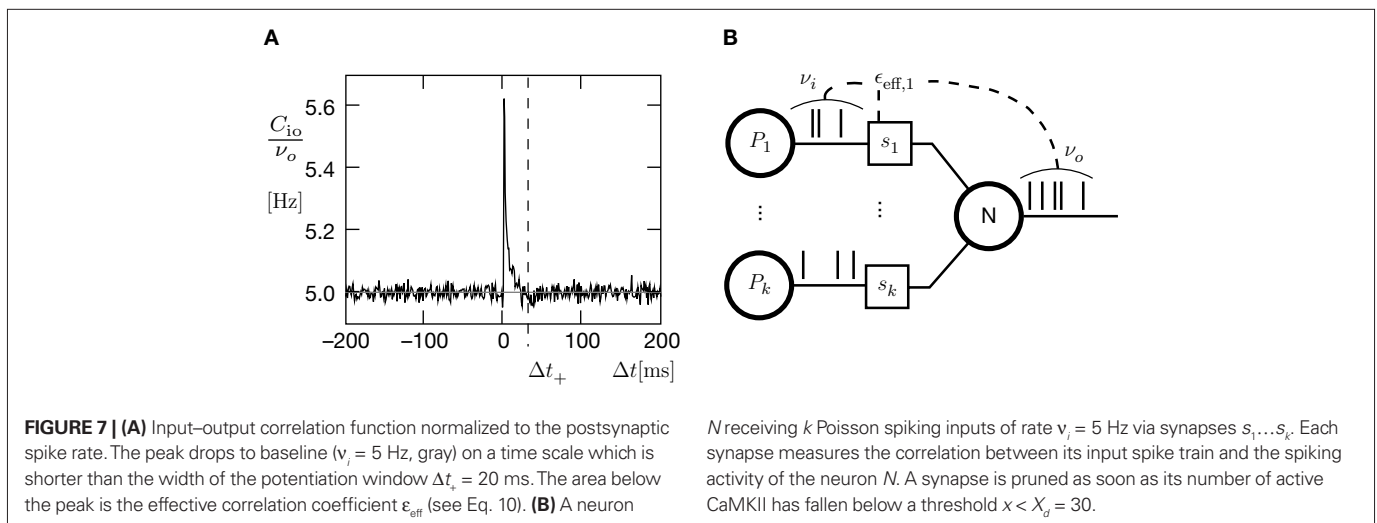 A
C_io
ν_o
[Hz]
5.6
5.4
5.2
5.0
−200
−100
0
100
200
Δt₊
Δt[ms]
B
ν_i
ϵ_eff,1
P_1
s_1
ν_o
⋮
⋮
N
P_k
s_k
FIGURE 7 | (A) Input–output correlation function normalized to the postsynaptic
spike rate. The peak drops to baseline (ν_i = 5 Hz, gray) on a time scale which is
shorter than the width of the potentiation window Δt₊ = 20 ms. The area below
the peak is the effective correlation coefficient ε_eff (see Eq. 10). (B) A neuron
N receiving k Poisson spiking inputs of rate ν_i = 5 Hz via synapses s_1…s_k. Each
synapse measures the correlation between its input spike train and the spiking
activity of the neuron N. A synapse is pruned as soon as its number of active
CaMKII has fallen below a threshold x < X_d = 30.